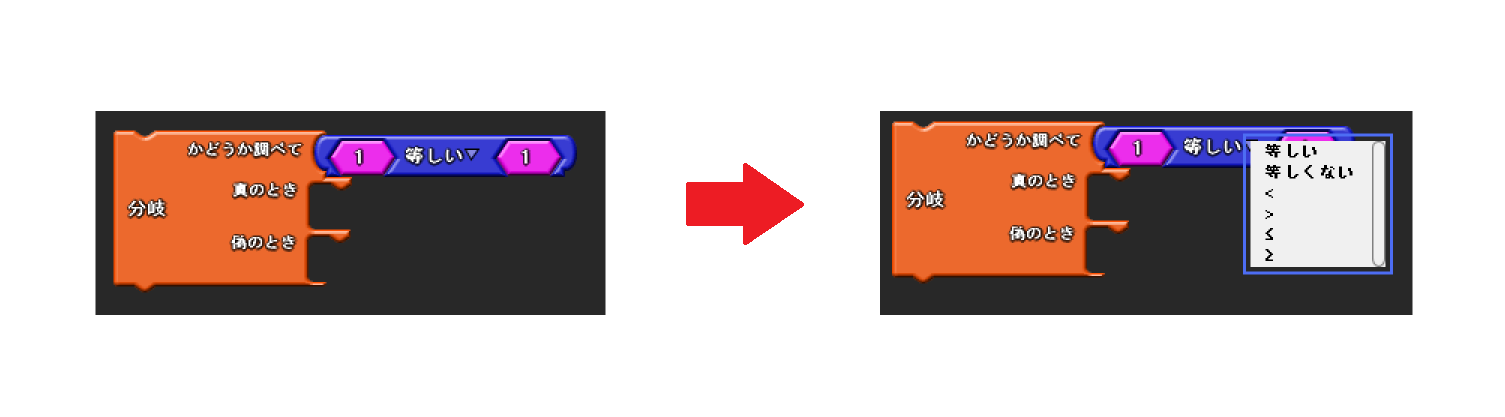 かどうか調べて
1 等しい▽ 1
真のとき
分岐
偽のとき
かどうか調べて
1 等しい
真のとき
分岐
偽のとき
等しい
等しくない
<
>
≤
≥